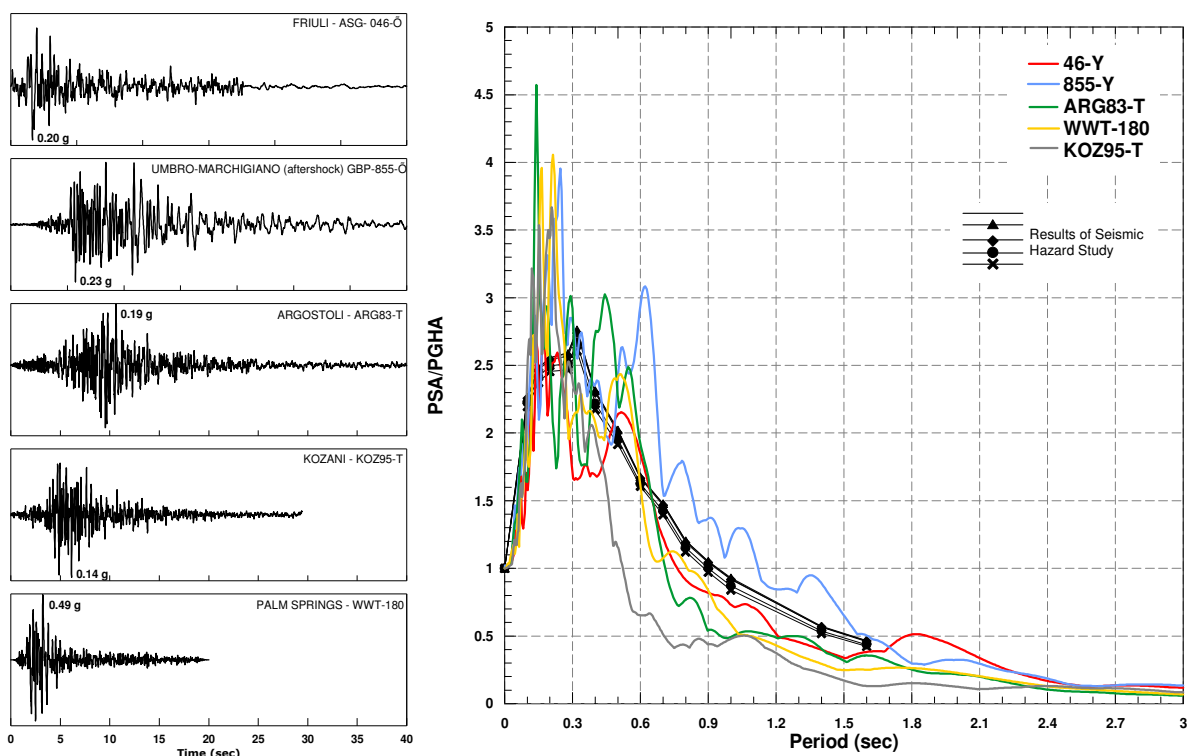 FRIULI - ASG- 046-Ö
0.20 g
UMBRO-MARCHIGIANO (aftershock) GBP-855-Ö
0.23 g
0.19 g
ARGOSTOLI - ARG83-T
KOZANI - KOZ95-T
0.14 g
0.49 g
PALM SPRINGS - WWT-180
0 5 10 15 20 25 30 35 40
Time (sec)
PSA/PGHA
5
4.5
4
3.5
3
2.5
2
1.5
1
0.5
0
46-Y
855-Y
ARG83-T
WWT-180
KOZ95-T
Results of Seismic
Hazard Study
0 0.3 0.6 0.9 1.2 1.5 1.8 2.1 2.4 2.7 3
Period (sec)